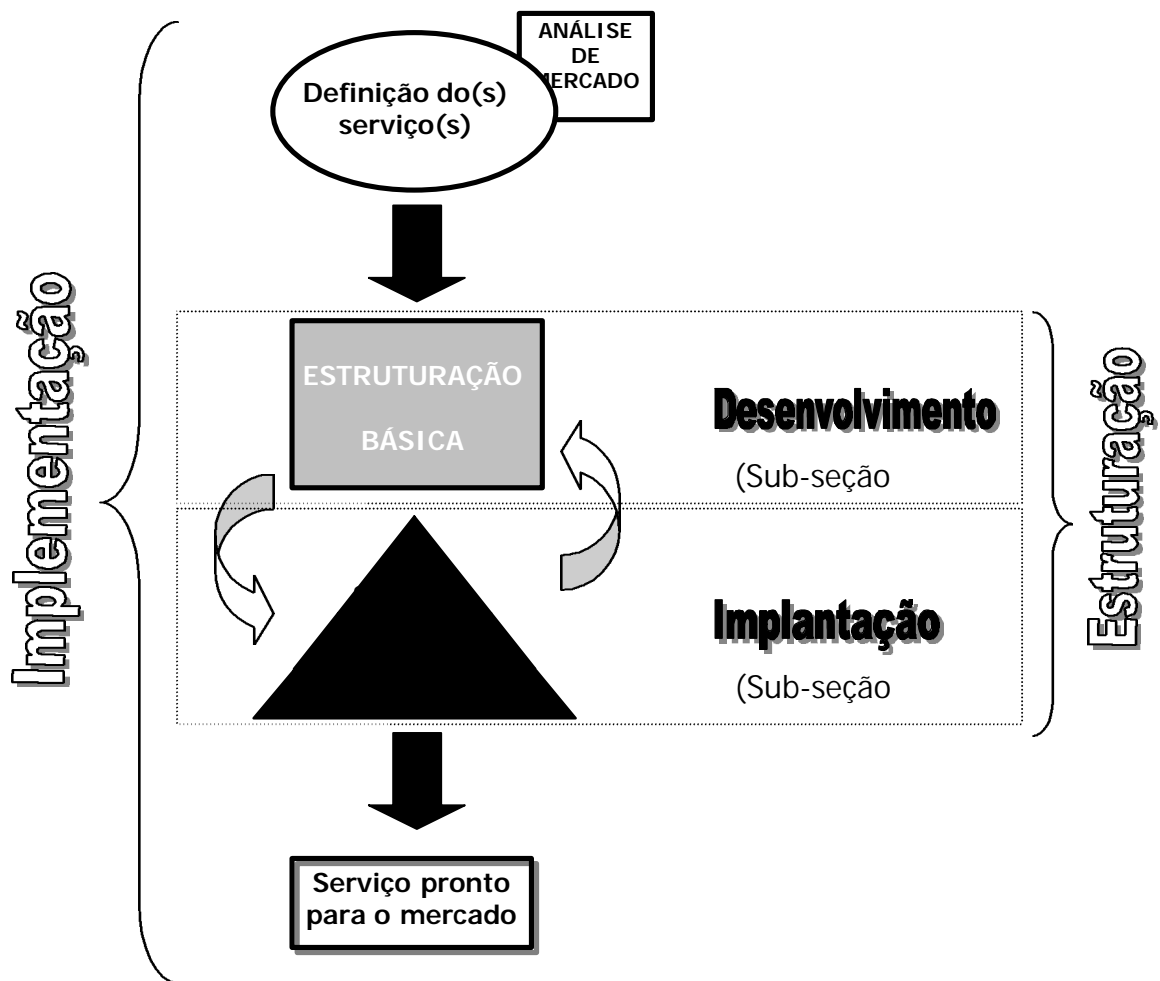 ANÁLISE
DE
MERCADO
Definição do(s)
serviço(s)
Implementação
ESTRUTURAÇÃO
BÁSICA
Desenvolvimento
(Sub-seção
Estruturação
Implantação
(Sub-seção
Serviço pronto
para o mercado